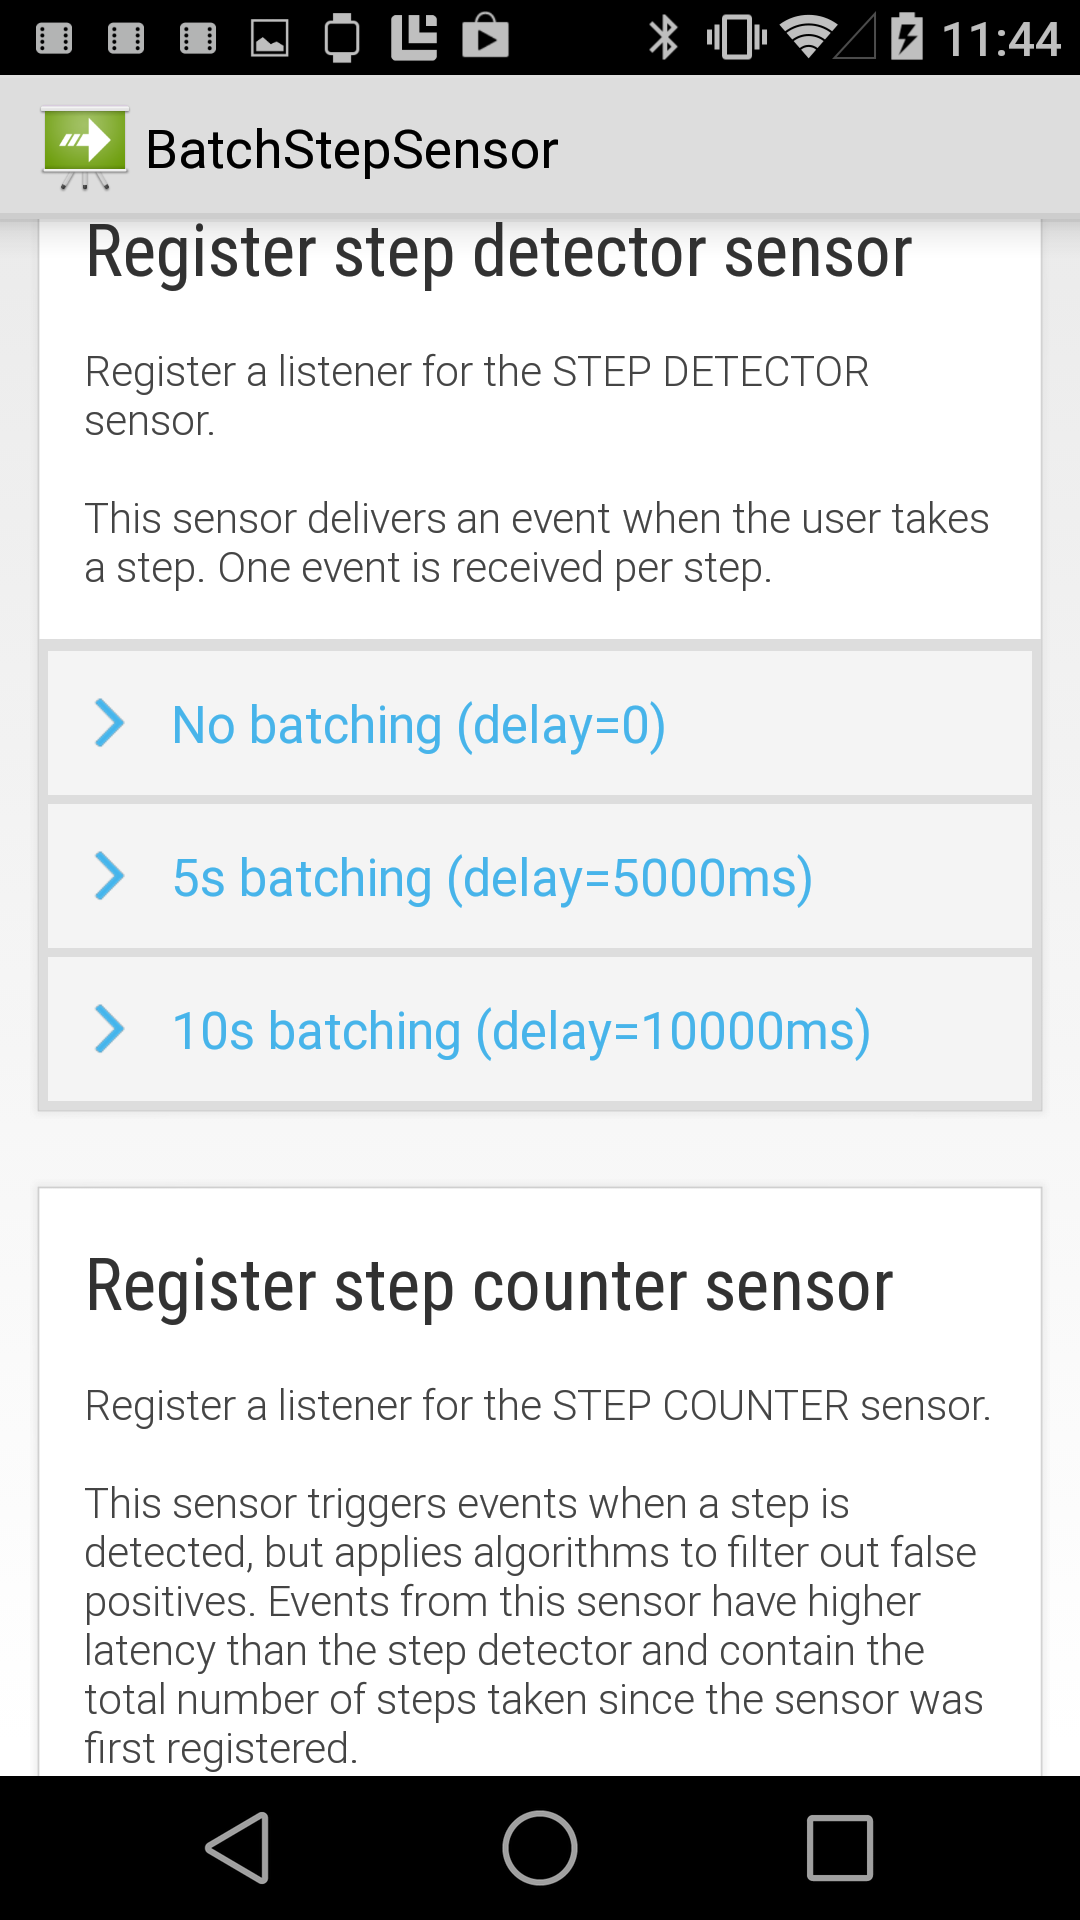 11:44
BatchStepSensor
Register step detector sensor
Register a listener for the STEP DETECTOR
sensor.
This sensor delivers an event when the user takes
a step. One event is received per step.
No batching (delay=0)
5s batching (delay=5000ms)
10s batching (delay=10000ms)
Register step counter sensor
Register a listener for the STEP COUNTER sensor.
This sensor triggers events when a step is
detected, but applies algorithms to filter out false
positives. Events from this sensor have higher
latency than the step detector and contain the
total number of steps taken since the sensor was
first registered.